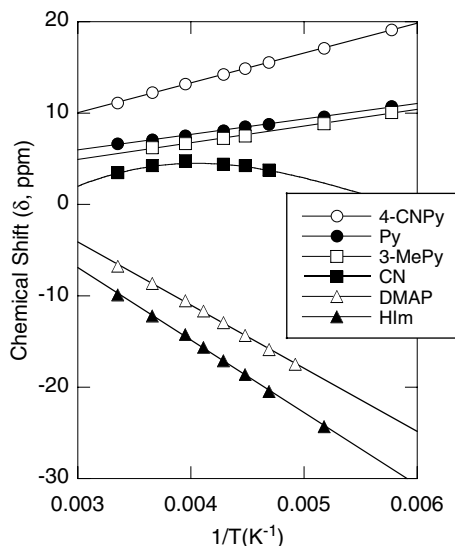 20
10
0
-10
-20
-30
Chemical Shift (δ, ppm)
4-CNPy
Py
3-MePy
CN
DMAP
HIm
0.003
0.004
0.005
0.006
1/T(K⁻¹)